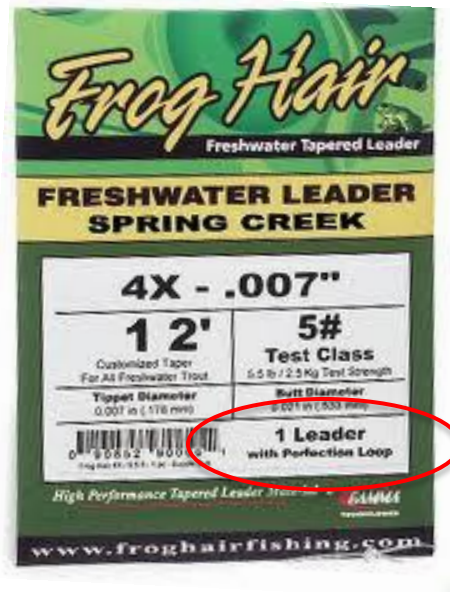 Frog Hair
Freshwater Tapered Leader
FRESHWATER LEADER
SPRING CREEK
4X - .007"
12'
Customized Taper
For All Freshwater Trout
5#
Test Class
5.5 lb / 2.5 Kg Test Strength
Tippet Diameter
0.007 in (.178 mm)
Butt Diameter
0.021 in (.533 mm)
1 Leader
with Perfection Loop
High Performance Tapered Leader
GAMMA
TECHNOLOGIES
www.froghairfishing.com